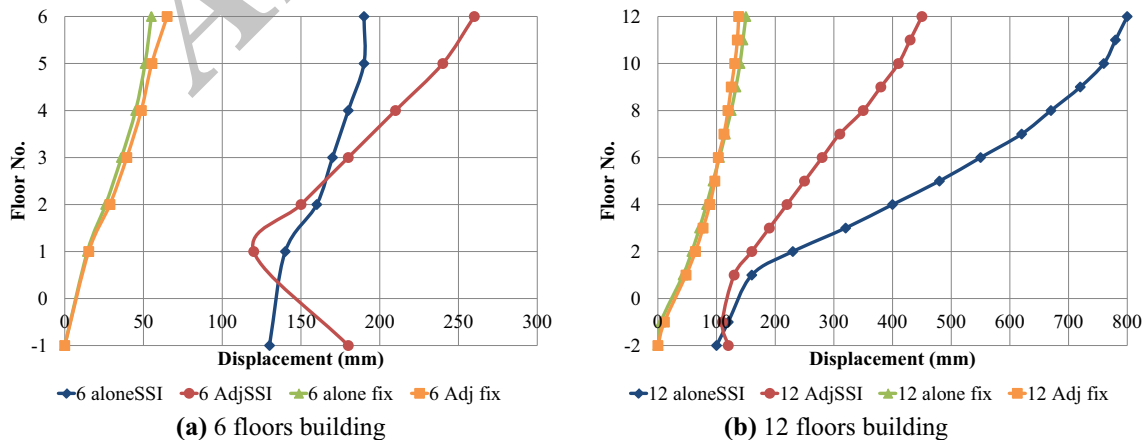 A
Floor No.
6
5
4
3
2
1
0
-1
0 50 100 150 200 250 300
Displacement (mm)
6 aloneSSI 6 AdjSSI 6 alone fix 6 Adj fix
(a) 6 floors building
Floor No.
12
10
8
6
4
2
0
-2
0 100 200 300 400 500 600 700 800
Displacement (mm)
12 aloneSSI 12 AdjSSI 12 alone fix 12 Adj fix
(b) 12 floors building